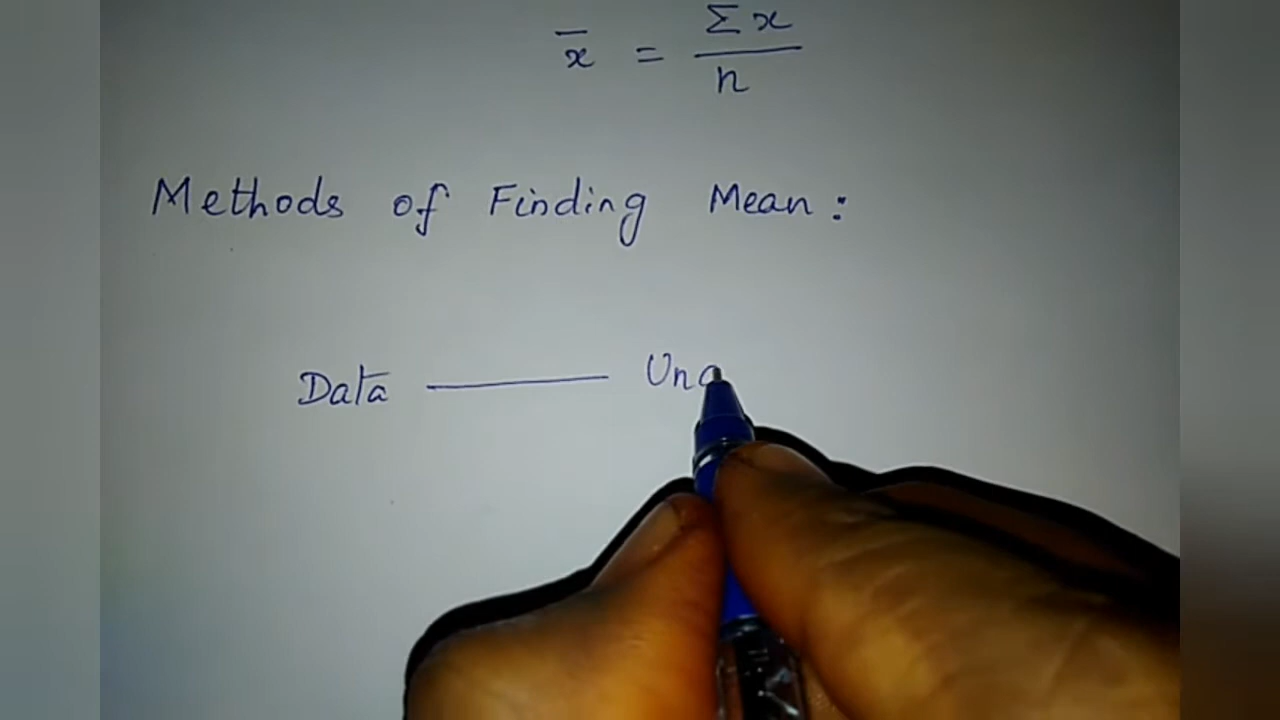 x̄ = Σx / n
Methods of Finding Mean :
Data ——— Un